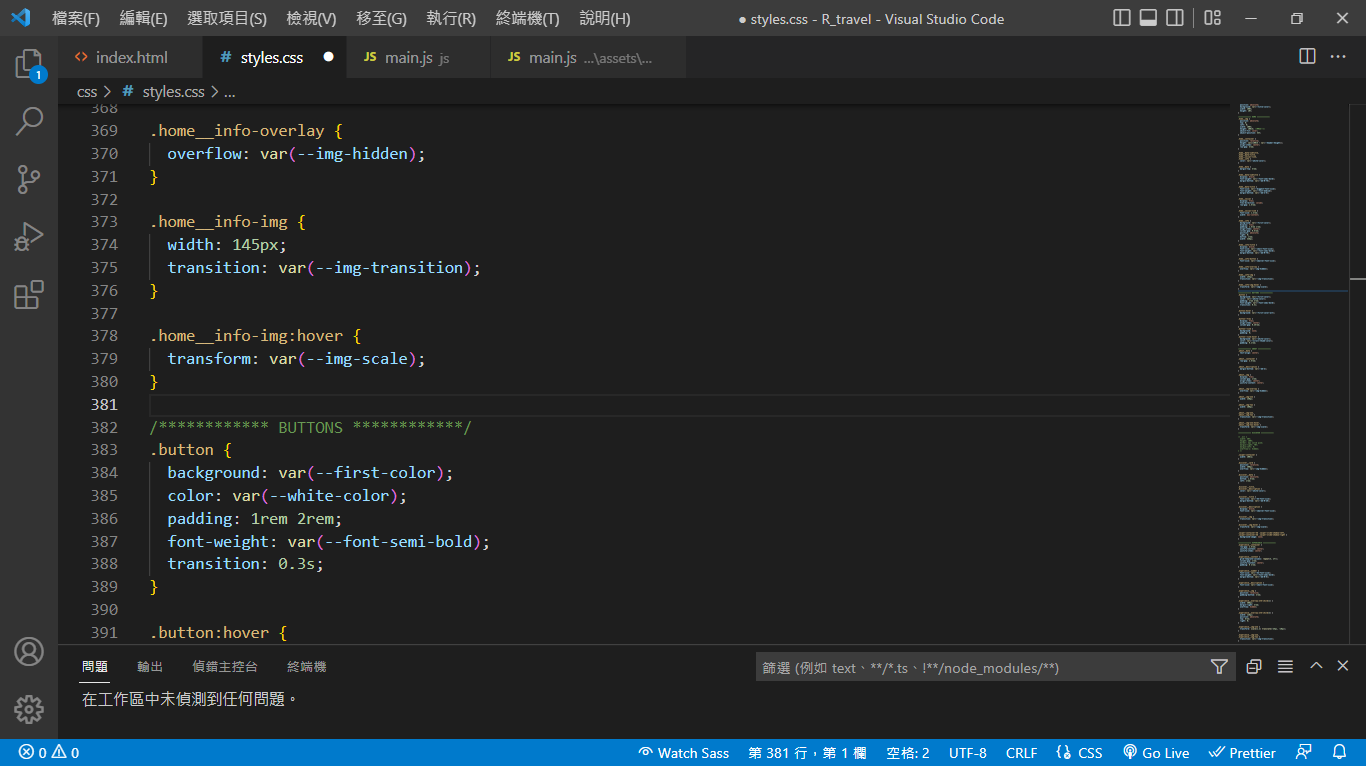 檔案(F) 編輯(E) 選取項目(S) 檢視(V) 移至(G) 執行(R) 終端機(T) 說明(H) ● styles.css - R_travel - Visual Studio Code
<> index.html # styles.css ● JS main.js js JS main.js ...\assets\...
css > # styles.css > ...
1
368
369 .home__info-overlay {
370 overflow: var(--img-hidden);
371 }
372
373 .home__info-img {
374 width: 145px;
375 transition: var(--img-transition);
376 }
377
378 .home__info-img:hover {
379 transform: var(--img-scale);
380 }
381
382 /************ BUTTONS ************/
383 .button {
384 background: var(--first-color);
385 color: var(--white-color);
386 padding: 1rem 2rem;
387 font-weight: var(--font-semi-bold);
388 transition: 0.3s;
389 }
390
391 .button:hover {
問題 輸出 偵錯主控台 終端機 篩選 (例如 text、**/*.ts、!**/node_modules/**)
在工作區中未偵測到任何問題。
0 0 Watch Sass 第 381 行，第 1 欄 空格: 2 UTF-8 CRLF {} CSS Go Live Prettier